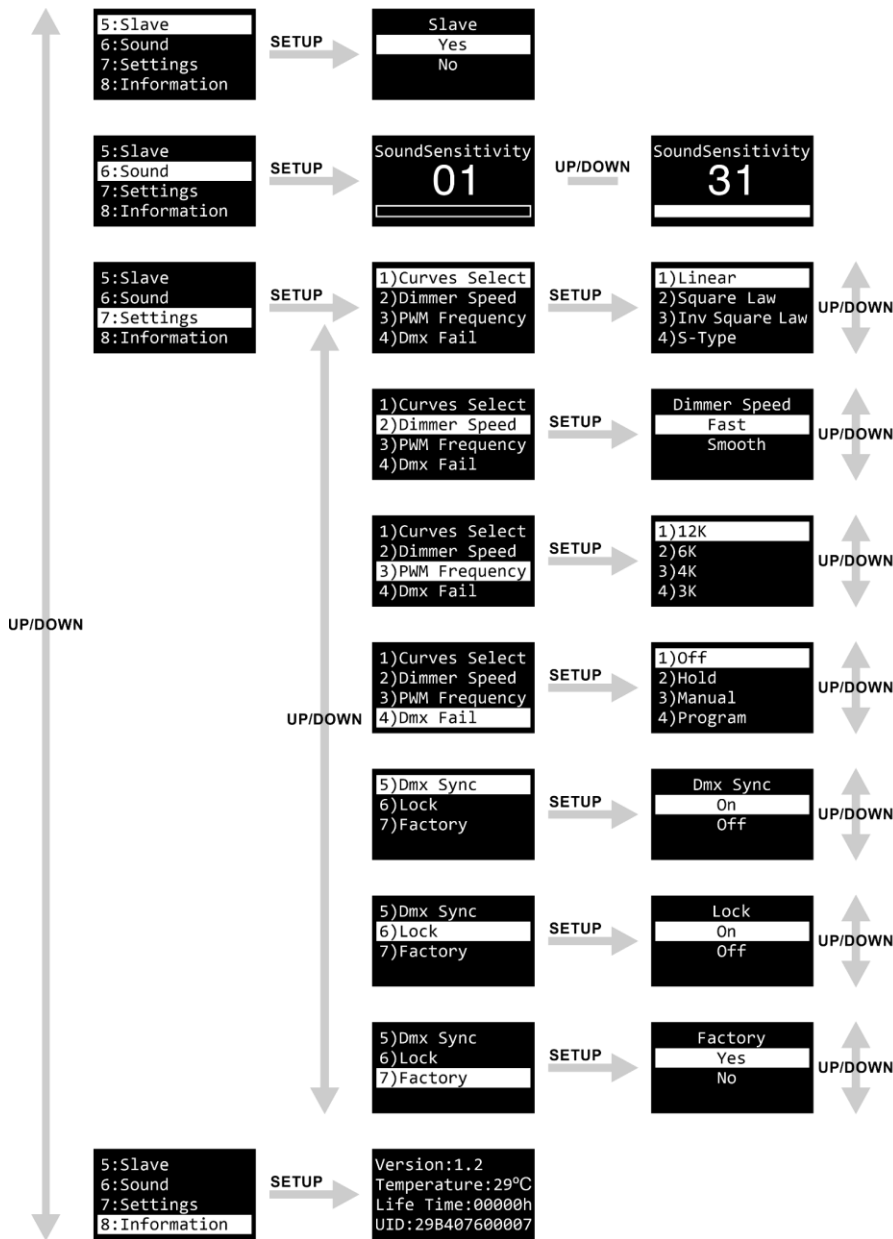 5:Slave
6:Sound
7:Settings
8:Information
SETUP
Slave
Yes
No
5:Slave
6:Sound
7:Settings
8:Information
SETUP
SoundSensitivity
01
UP/DOWN
SoundSensitivity
31
5:Slave
6:Sound
7:Settings
8:Information
SETUP
1)Curves Select
2)Dimmer Speed
3)PWM Frequency
4)Dmx Fail
SETUP
1)Linear
2)Square Law
3)Inv Square Law
4)S-Type
UP/DOWN
1)Curves Select
2)Dimmer Speed
3)PWM Frequency
4)Dmx Fail
SETUP
Dimmer Speed
Fast
Smooth
UP/DOWN
1)Curves Select
2)Dimmer Speed
3)PWM Frequency
4)Dmx Fail
SETUP
1)12K
2)6K
3)4K
4)3K
UP/DOWN
UP/DOWN
1)Curves Select
2)Dimmer Speed
3)PWM Frequency
4)Dmx Fail
SETUP
1)Off
2)Hold
3)Manual
4)Program
UP/DOWN
UP/DOWN
5)Dmx Sync
6)Lock
7)Factory
SETUP
Dmx Sync
On
Off
UP/DOWN
5)Dmx Sync
6)Lock
7)Factory
SETUP
Lock
On
Off
UP/DOWN
5)Dmx Sync
6)Lock
7)Factory
SETUP
Factory
Yes
No
UP/DOWN
5:Slave
6:Sound
7:Settings
8:Information
SETUP
Version:1.2
Temperature:29℃
Life Time:00000h
UID:29B407600007